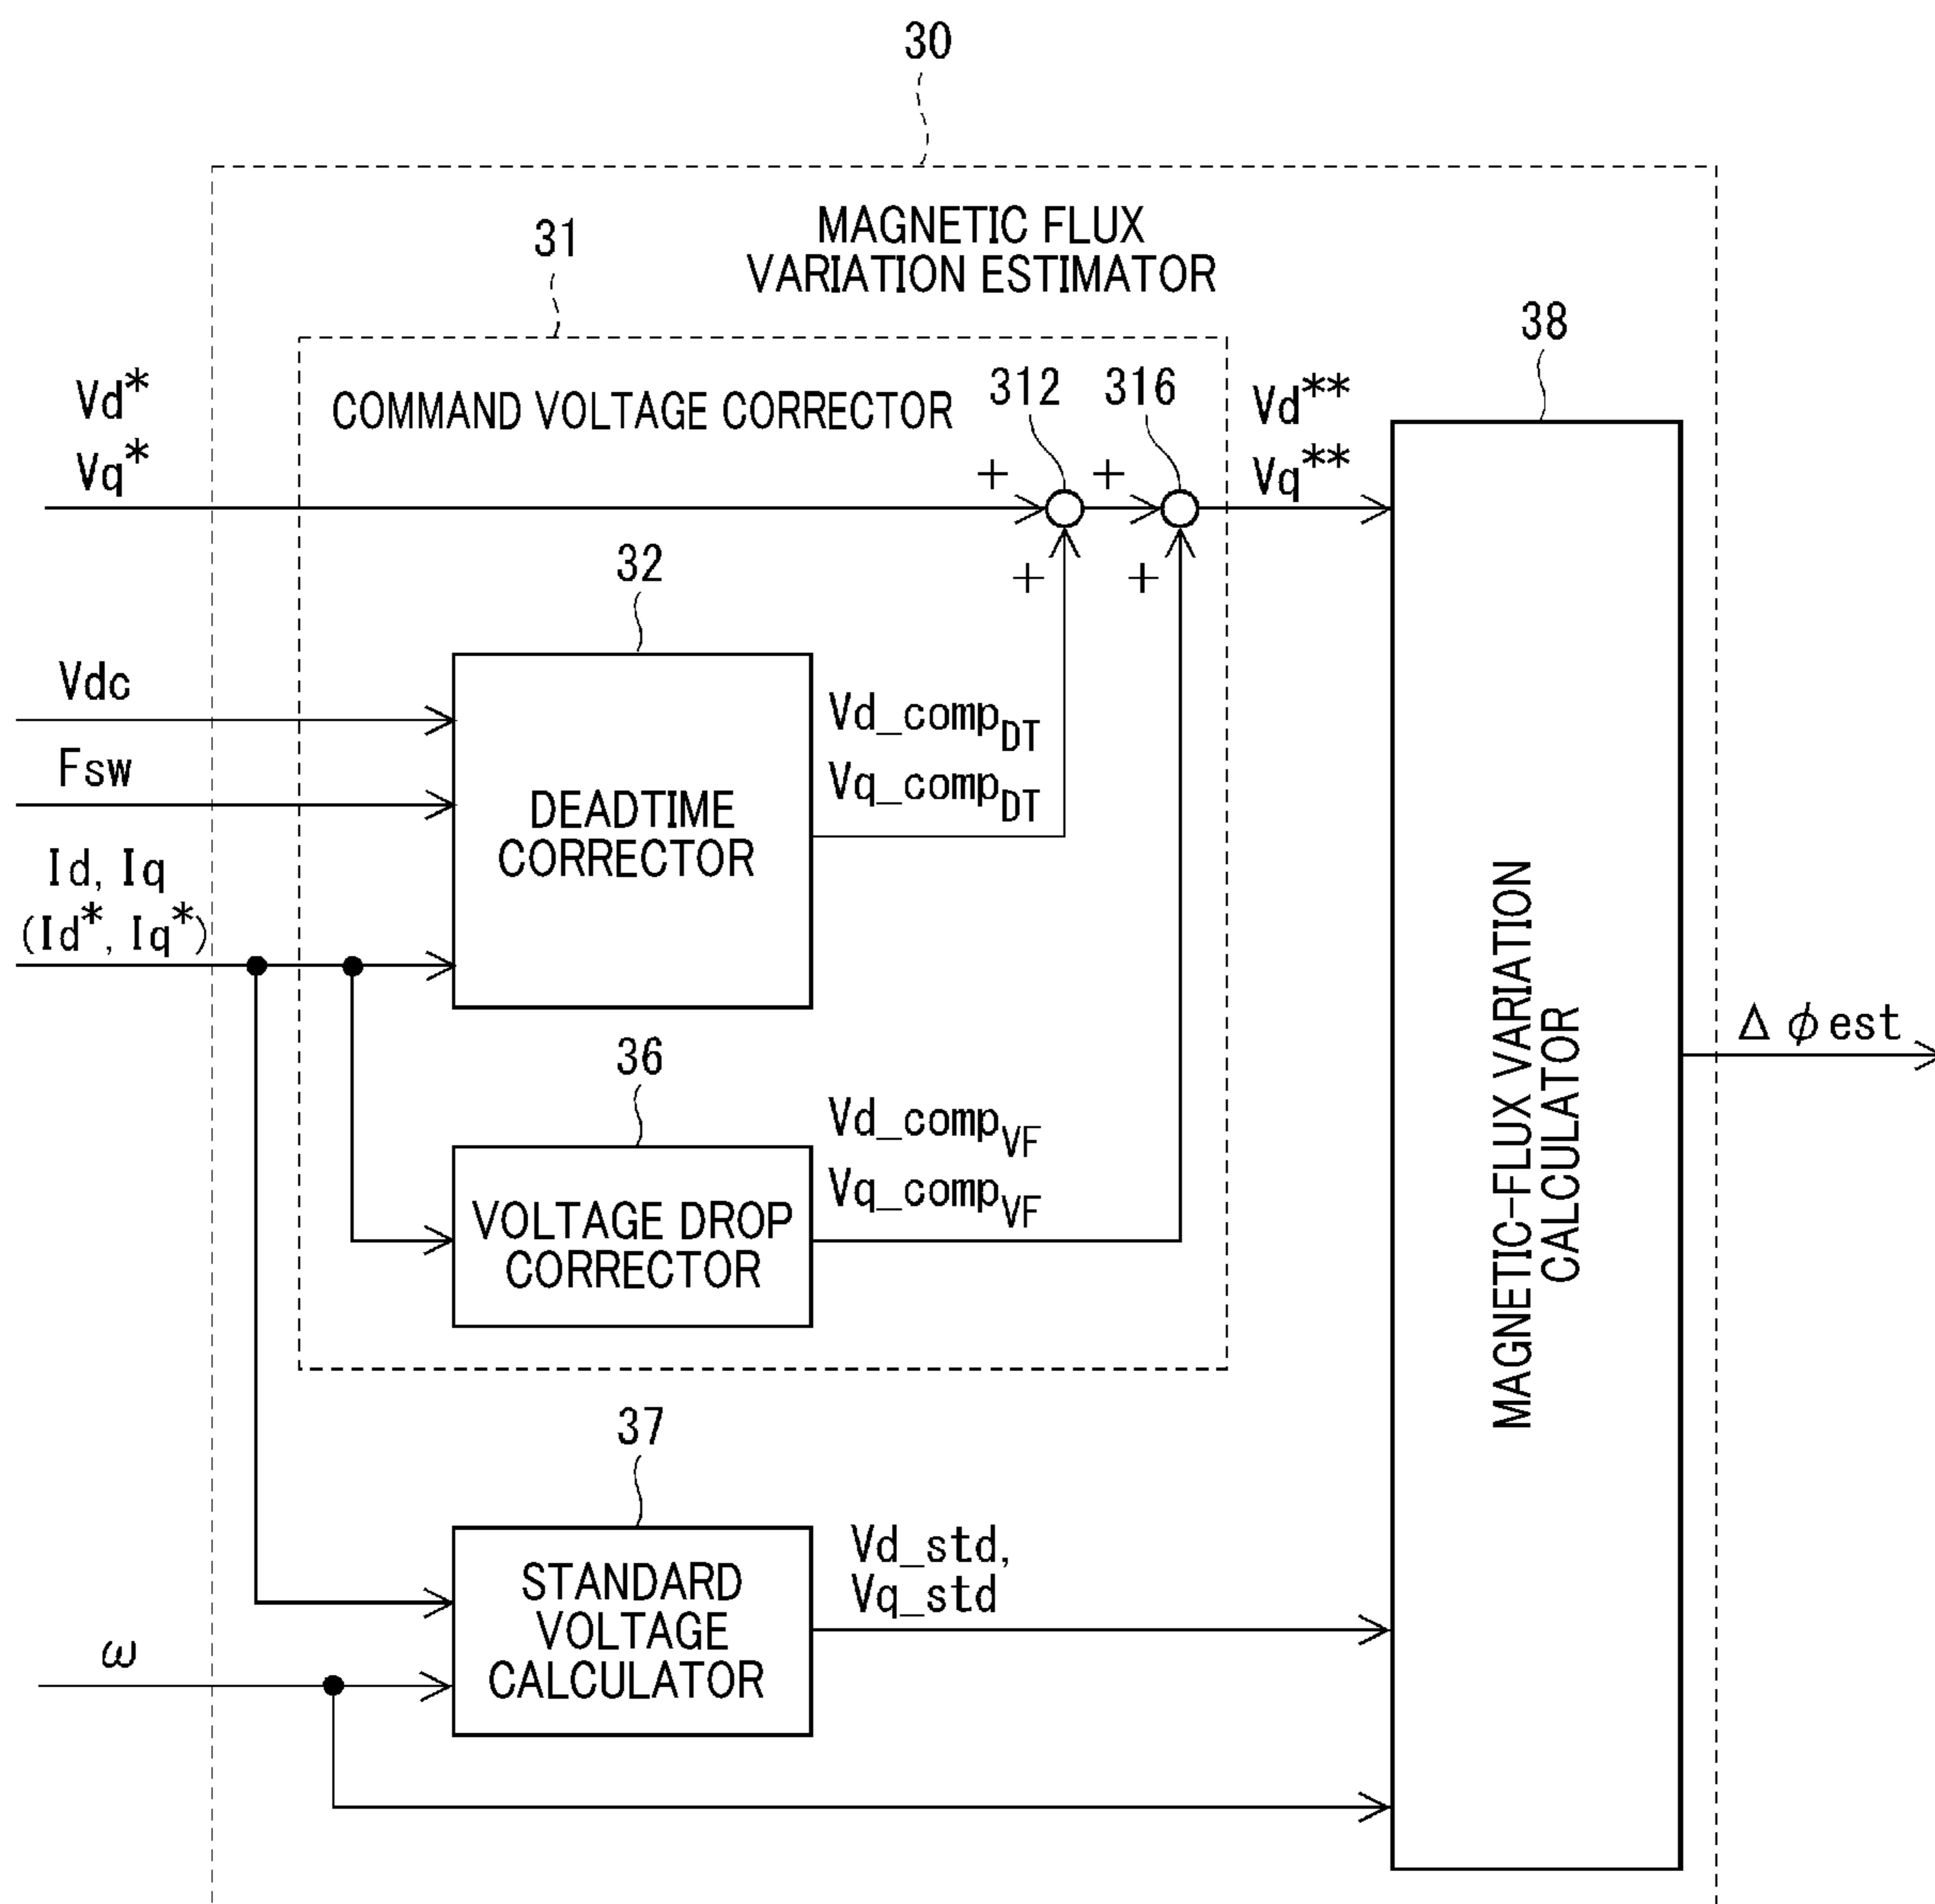 30
MAGNETIC FLUX
VARIATION ESTIMATOR
31
38
COMMAND VOLTAGE CORRECTOR
312
316
Vd*
Vq*
Vd**
Vq**
+
+
+
+
32
Vdc
Fsw
Id, Iq
(Id*, Iq*)
DEADTIME
CORRECTOR
Vd_compDT
Vq_compDT
36
VOLTAGE DROP
CORRECTOR
Vd_compVF
Vq_compVF
MAGNETIC-FLUX VARIATION
CALCULATOR
Δφest
37
STANDARD
VOLTAGE
CALCULATOR
Vd_std,
Vq_std
ω